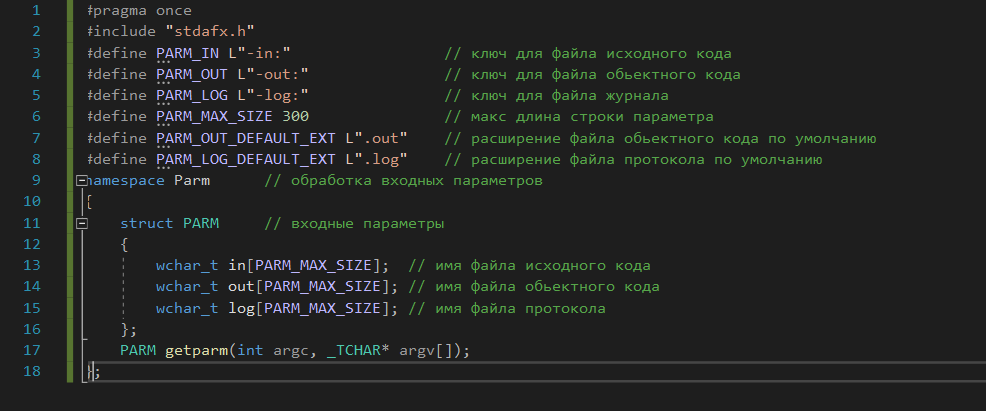 1 #pragma once
2 #include "stdafx.h"
3 #define PARM_IN L"-in:" // ключ для файла исходного кода
4 #define PARM_OUT L"-out:" // ключ для файла обьектного кода
5 #define PARM_LOG L"-log:" // ключ для файла журнала
6 #define PARM_MAX_SIZE 300 // макс длина строки параметра
7 #define PARM_OUT_DEFAULT_EXT L".out" // расширение файла обьектного кода по умолчанию
8 #define PARM_LOG_DEFAULT_EXT L".log" // расширение файла протокола по умолчанию
9 namespace Parm // обработка входных параметров
10 {
11 struct PARM // входные параметры
12 {
13 wchar_t in[PARM_MAX_SIZE]; // имя файла исходного кода
14 wchar_t out[PARM_MAX_SIZE]; // имя файла обьектного кода
15 wchar_t log[PARM_MAX_SIZE]; // имя файла протокола
16 };
17 PARM getparm(int argc, _TCHAR* argv[]);
18 };